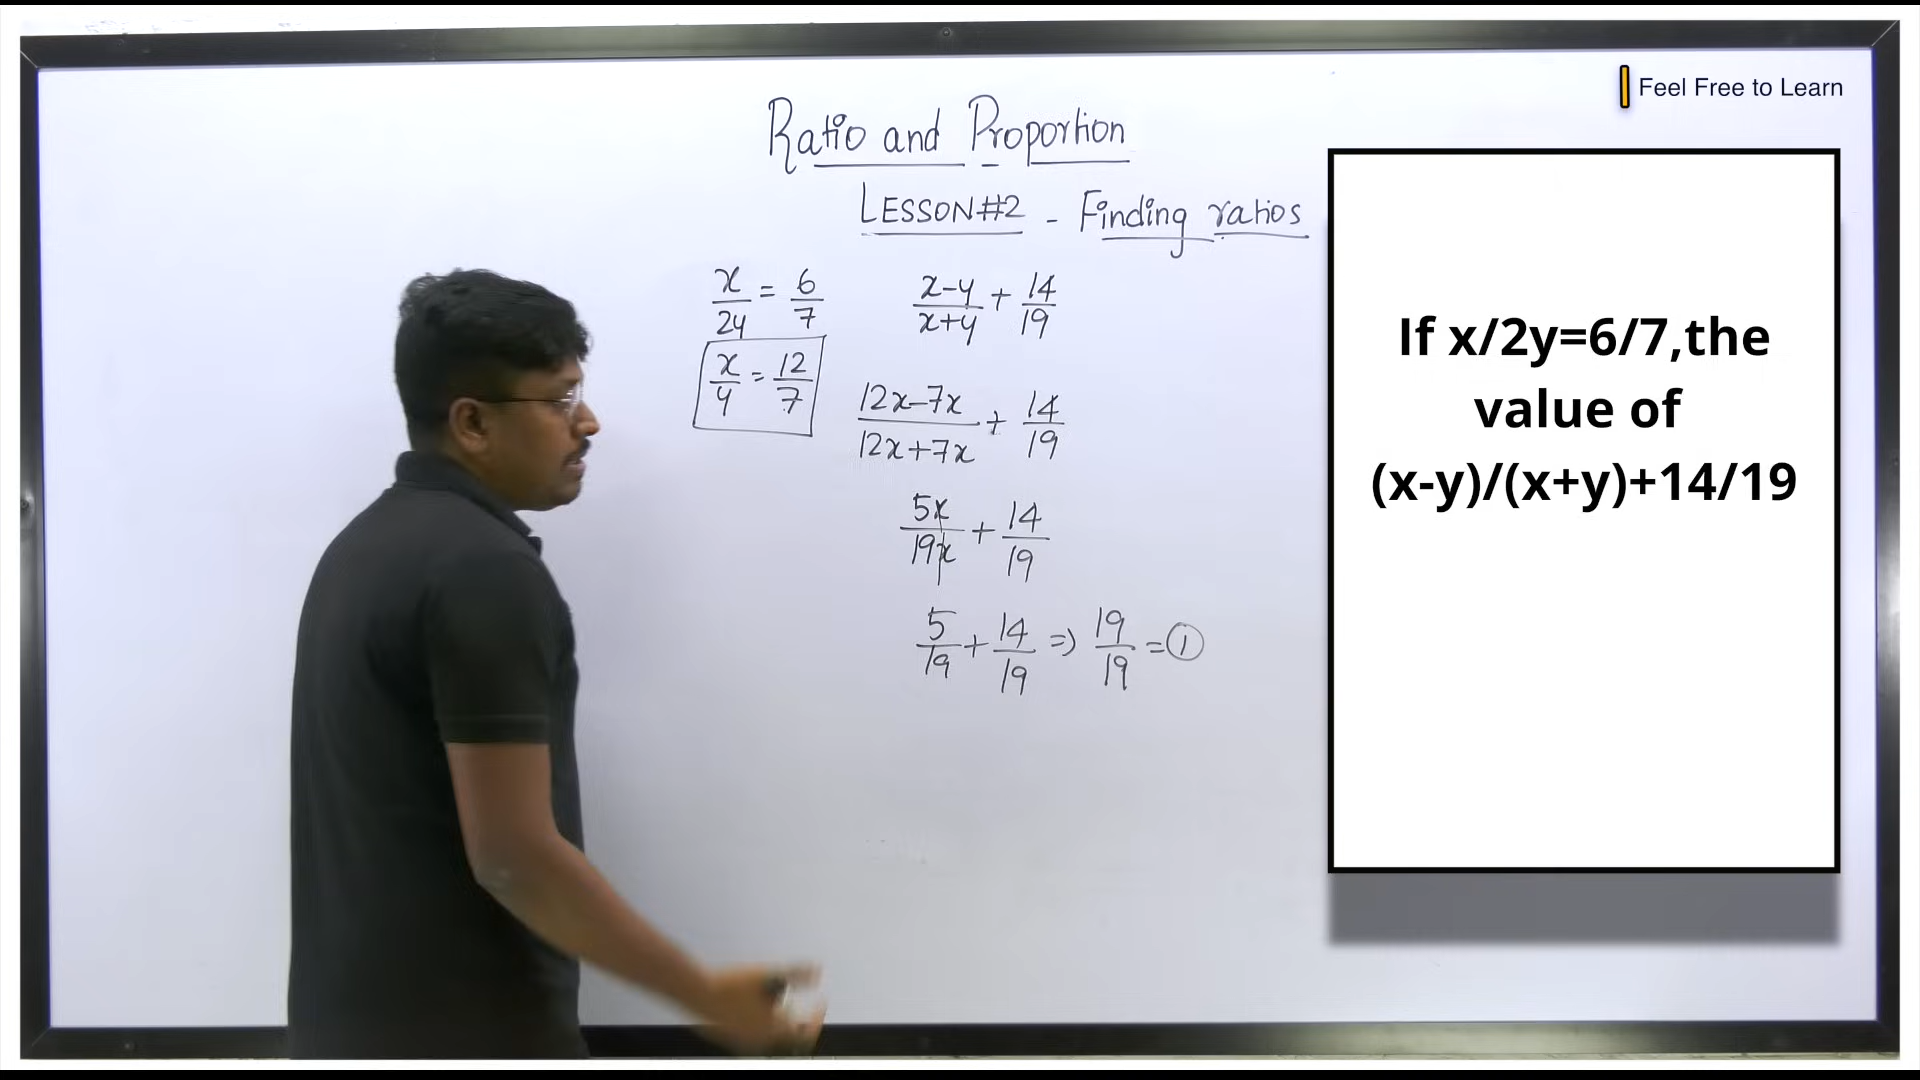 Feel Free to Learn
Ratio and Proportion
LESSON#2 - Finding ratios
x/2y = 6/7
x/y = 12/7
x-y/x+y + 14/19
12x-7x/12x+7x + 14/19
5x/19x + 14/19
5/19 + 14/19 => 19/19 = 1
If x/2y=6/7,the
value of
(x-y)/(x+y)+14/19